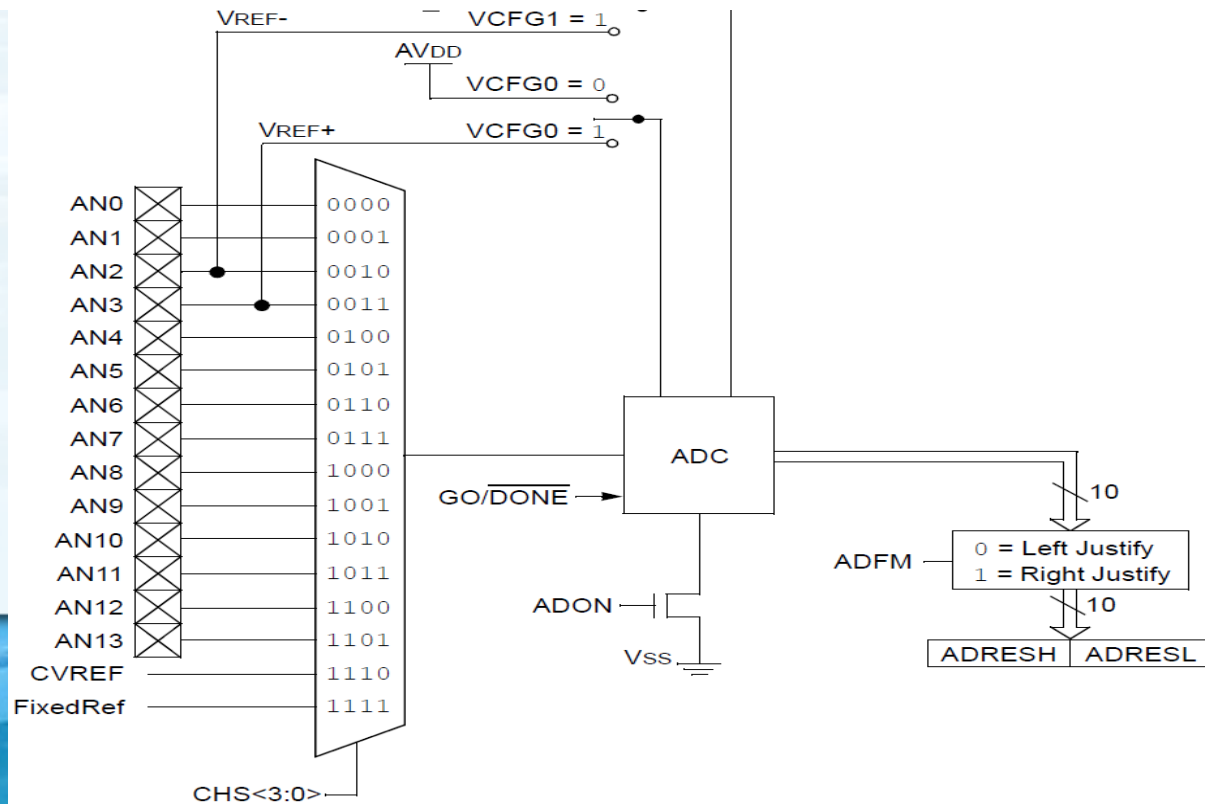 VREF- VCFG1 = 1
AVDD
VCFG0 = 0
VREF+ VCFG0 = 1
AN0 0000
AN1 0001
AN2 0010
AN3 0011
AN4 0100
AN5 0101
AN6 0110
AN7 0111
AN8 1000
AN9 1001
AN10 1010
AN11 1011
AN12 1100
AN13 1101
CVREF 1110
FixedRef 1111
CHS<3:0>
ADC
GO/DONE
ADON
VSS
10
ADFM
0 = Left Justify
1 = Right Justify
10
ADRESH ADRESL